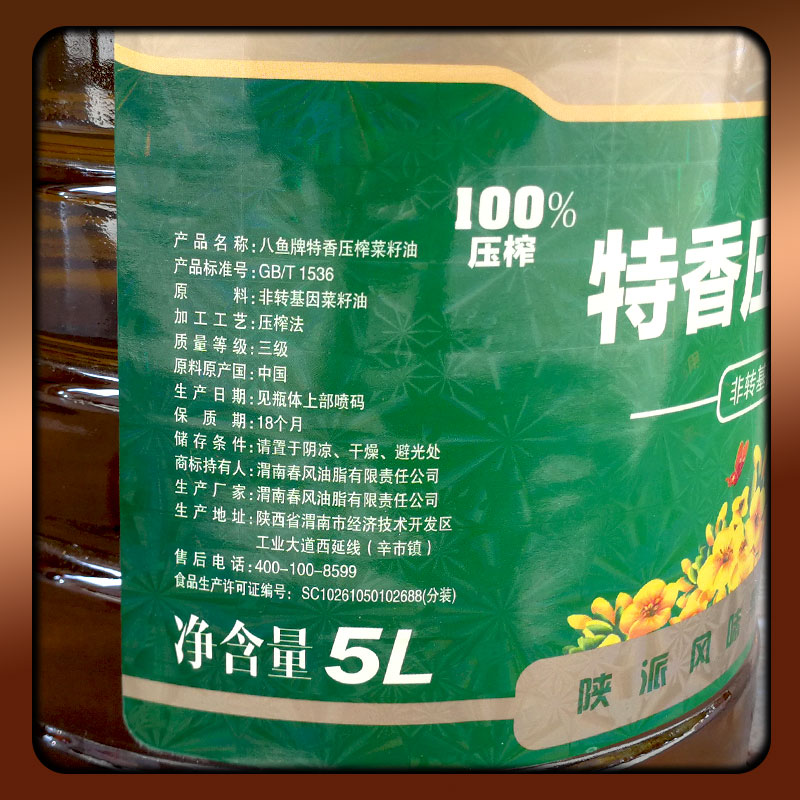 100%
压榨
特香压
非转基
产品名称:八鱼牌特香压榨菜籽油
产品标准号:GB/T 1536
原料:非转基因菜籽油
加工工艺:压榨法
质量等级:三级
原料原产国:中国
生产日期:见瓶体上部喷码
保质期:18个月
储存条件:请置于阴凉、干燥、避光处
商标持有人:渭南春风油脂有限责任公司
生产厂家:渭南春风油脂有限责任公司
生产地址:陕西省渭南市经济技术开发区
工业大道西延线(辛市镇)
售后电话:400-100-8599
食品生产许可证编号: SC10261050102688(分装)
净含量 5L
陕派风味